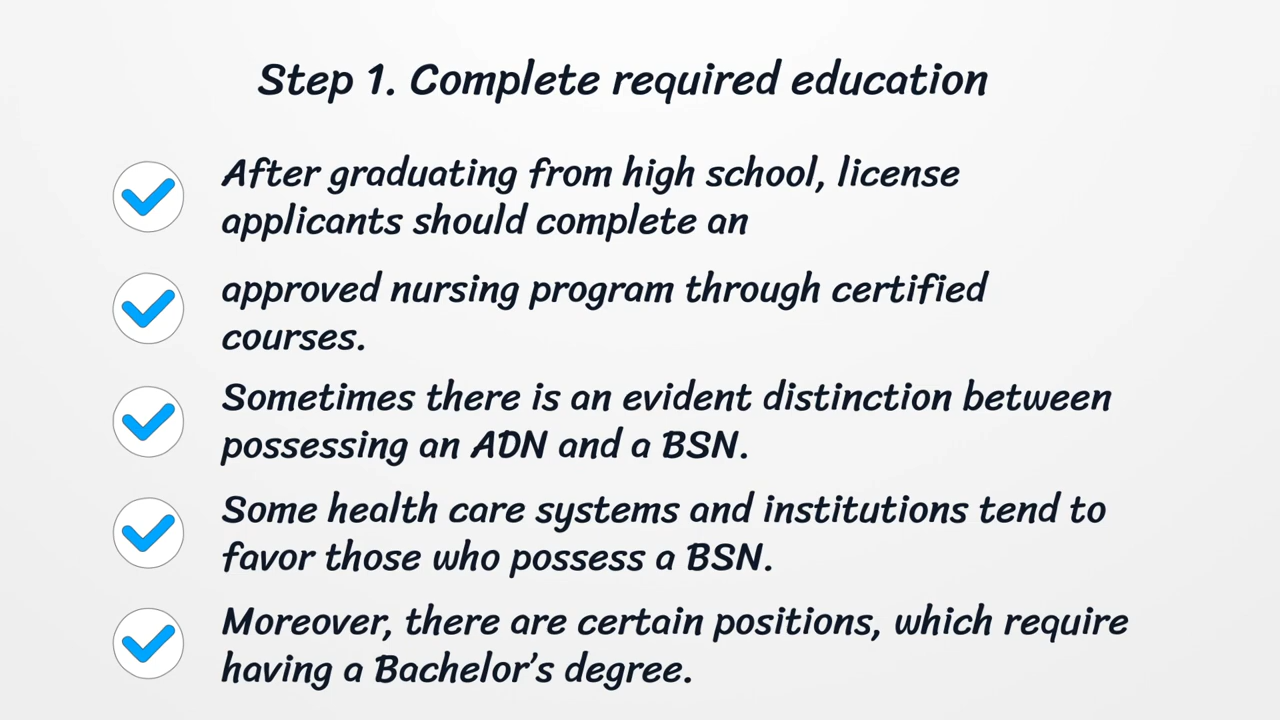 Step 1. Complete required education
After graduating from high school, license
applicants should complete an
approved nursing program through certified
courses.
Sometimes there is an evident distinction between
possessing an ADN and a BSN.
Some health care systems and institutions tend to
favor those who possess a BSN.
Moreover, there are certain positions, which require
having a Bachelor's degree.